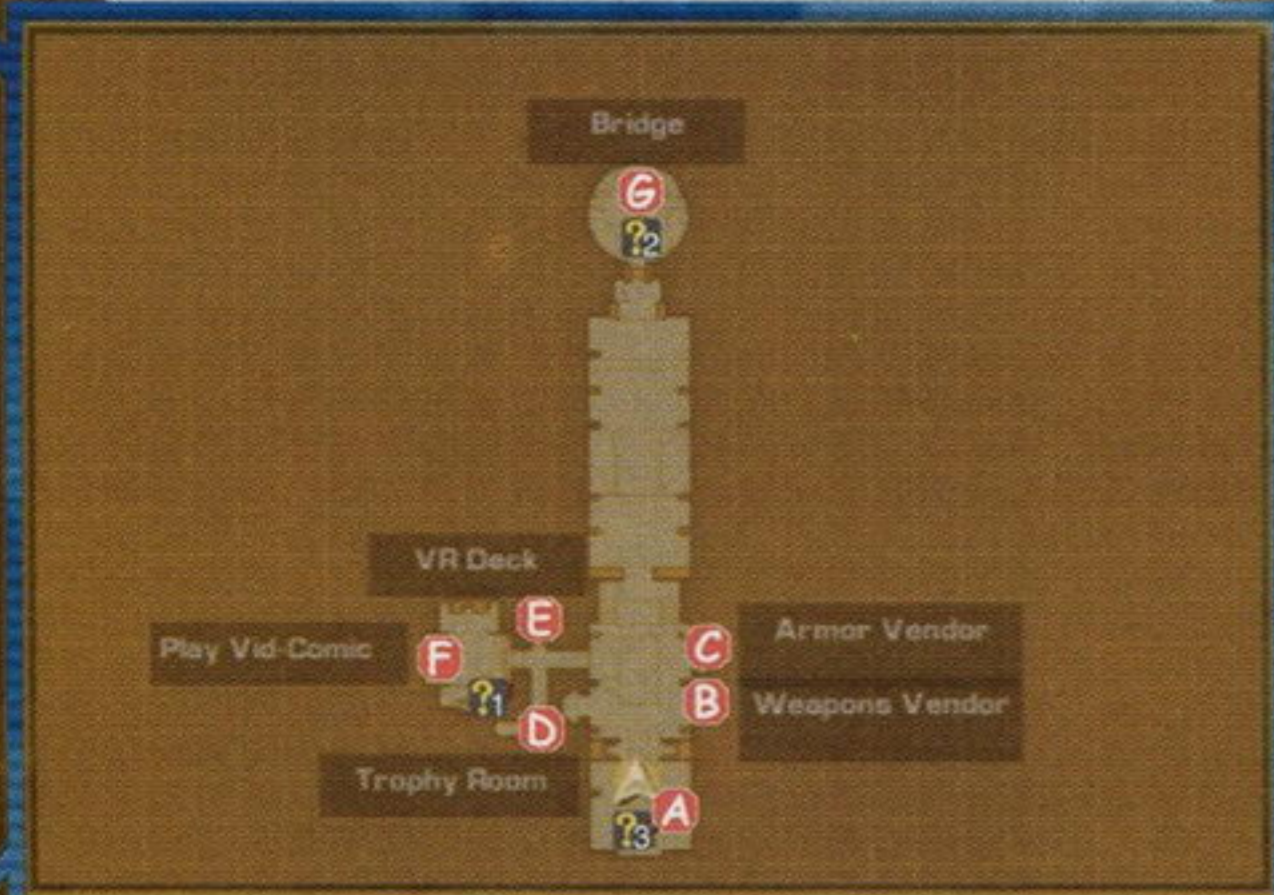 Bridge
G
?2
VR Deck
E
Play Vid-Comic
F
C
Armor Vendor
?1
B
Weapons Vendor
D
Trophy Room
A
?3